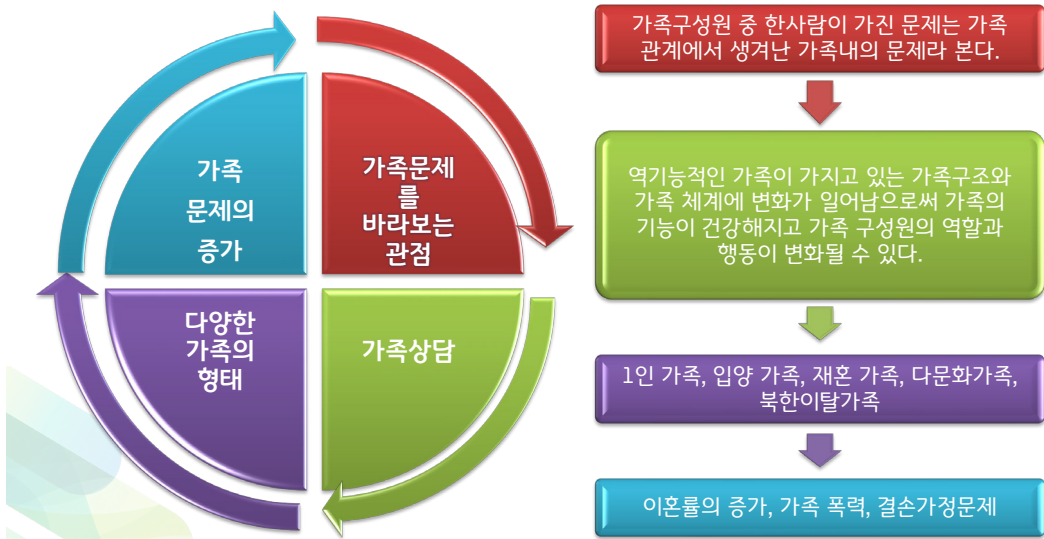 가족
문제의
증가
가족문제
를
바라보는
관점
다양한
가족의
형태
가족상담
가족구성원 중 한사람이 가진 문제는 가족
관계에서 생겨난 가족내의 문제라 본다.
역기능적인 가족이 가지고 있는 가족구조와
가족 체계에 변화가 일어남으로써 가족의
기능이 건강해지고 가족 구성원의 역할과
행동이 변화될 수 있다.
1인 가족, 입양 가족, 재혼 가족, 다문화가족,
북한이탈가족
이혼률의 증가, 가족 폭력, 결손가정문제